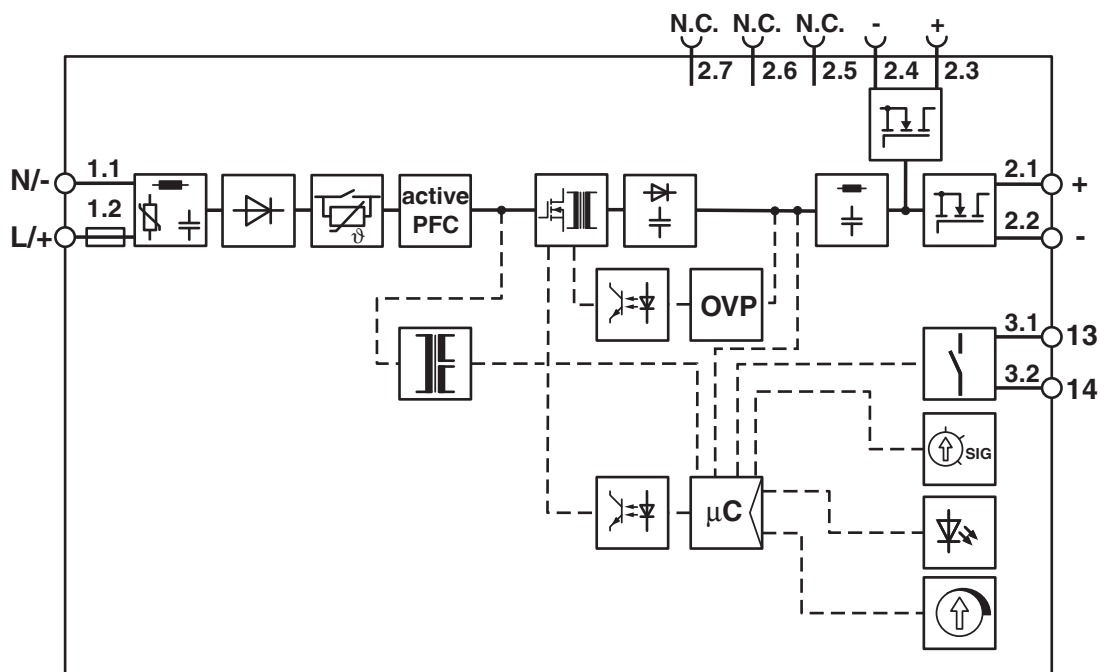 N.C. N.C. N.C. - +
2.7 2.6 2.5 2.4 2.3
N/- 1.1
1.2
L/+
ϑ
active
PFC
2.1 +
2.2 -
OVP
3.1 13
3.2 14
SIG
µC